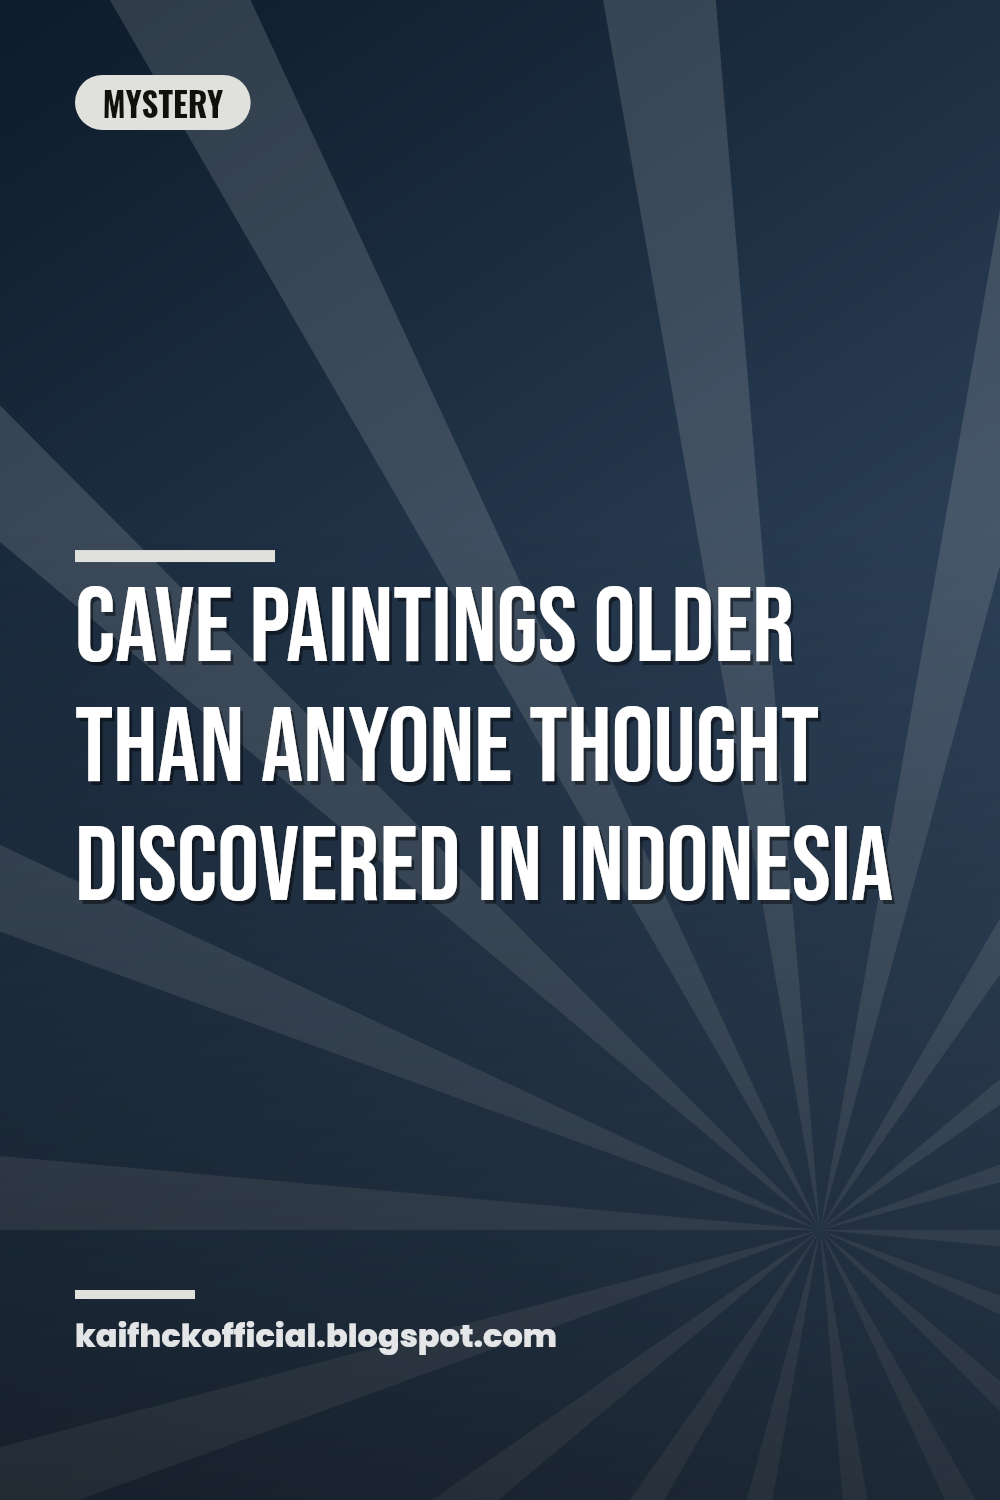 MYSTERY
CAVE PAINTINGS OLDER
THAN ANYONE THOUGHT
DISCOVERED IN INDONESIA
kaifhckofficial.blogspot.com